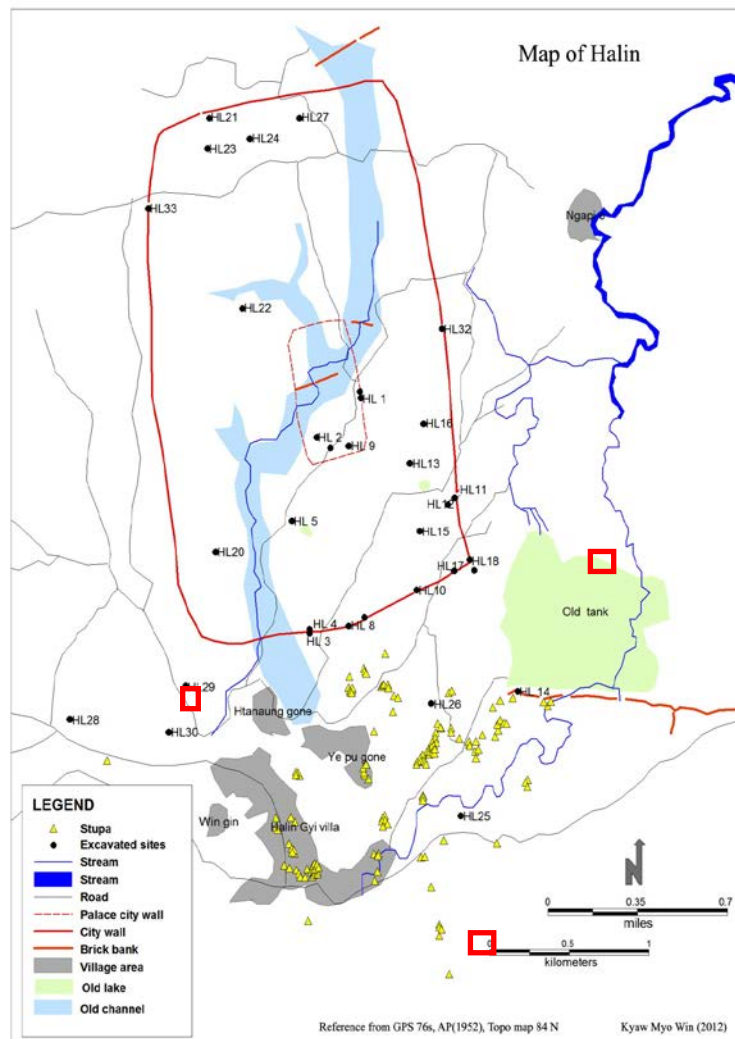 Map of Halin
HL21
HL27
HL24
HL23
HL33
HL22
HL32
HL 1
HL16
HL 2
HL 9
HL13
HL11
HL12
HL 5
HL15
HL20
HL18
HL17
HL10
Old tank
HL 4
HL 8
HL 3
HL29
HL14
Htanaung gone
HL26
HL28
HL30
Ye pu gone
LEGEND
Stupa
Excavated sites
Stream
Stream
Road
Palace city wall
City wall
Brick bank
Village area
Old lake
Old channel
Win gin
Halin Gyi villa
HL25
N
0 0.35 0.7
miles
0 0.5 1
kilometers
Reference from GPS 76s, AP(1952), Topo map 84 N Kyaw Myo Win (2012)